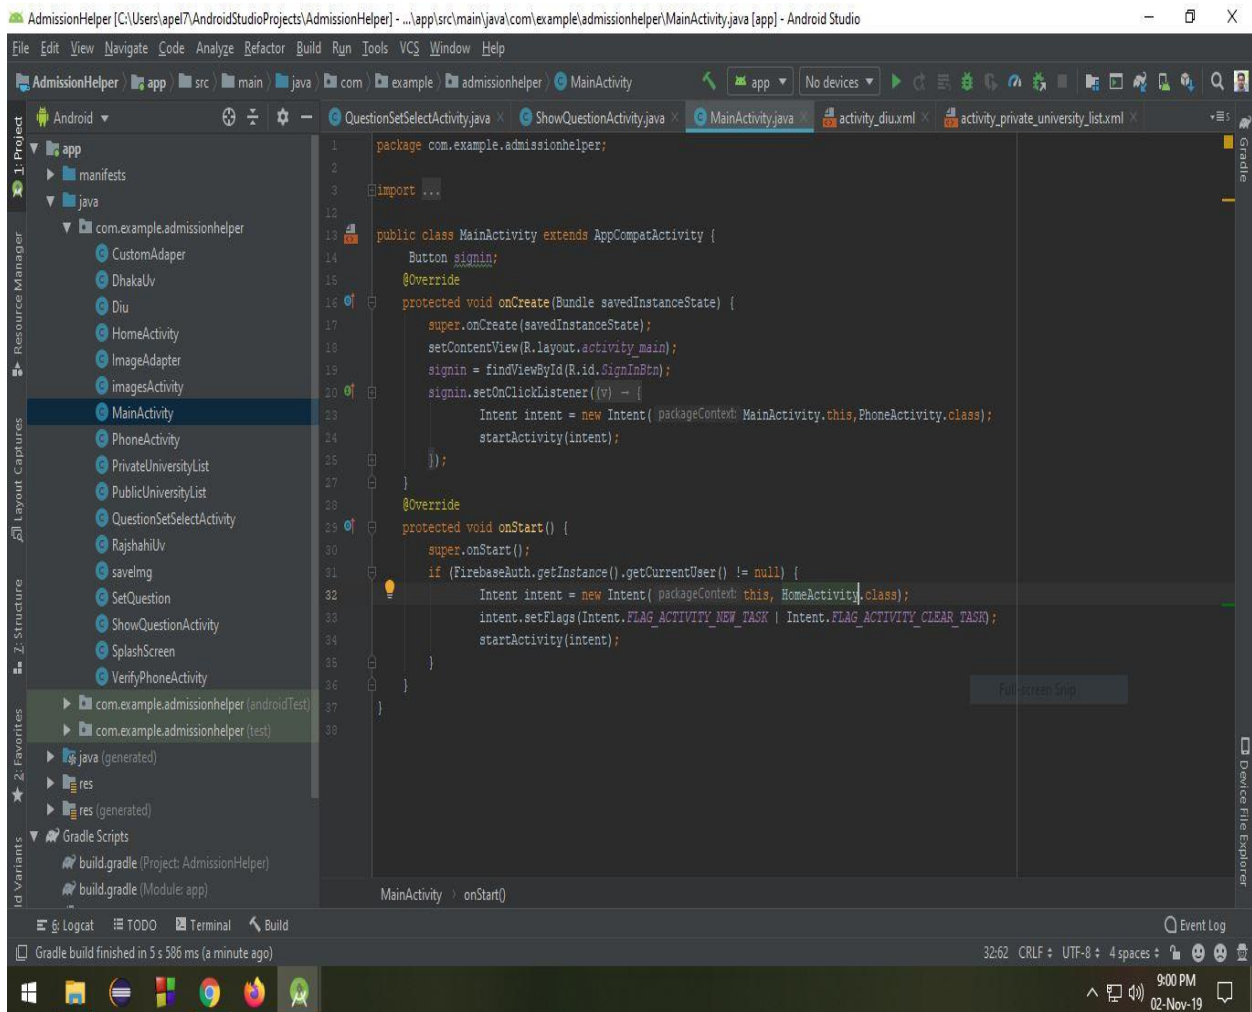 AdmissionHelper [C:\Users\apel7\AndroidStudioProjects\AdmissionHelper] - ...\app\src\main\java\com\example\admissionhelper\MainActivity.java [app] - Android Studio
File Edit View Navigate Code Analyze Refactor Build Run Tools VCS Window Help
AdmissionHelper app src main java com example admissionhelper MainActivity app No devices
Android QuestionSetSelectActivity.java ShowQuestionActivity.java MainActivity.java activity_diu.xml activity_private_university_list.xml
1: Project
Resource Manager
Layout Captures
7: Structure
2: Favorites
ld Variants
app
manifests
java
com.example.admissionhelper
CustomAdaper
DhakaUv
Diu
HomeActivity
ImageAdapter
imagesActivity
MainActivity
PhoneActivity
PrivateUniversityList
PublicUniversityList
QuestionSetSelectActivity
RajshahiUv
saveImg
SetQuestion
ShowQuestionActivity
SplashScreen
VerifyPhoneActivity
com.example.admissionhelper (androidTest)
com.example.admissionhelper (test)
java (generated)
res
res (generated)
Gradle Scripts
build.gradle (Project: AdmissionHelper)
build.gradle (Module: app)
1 package com.example.admissionhelper;
2
3 import ...
12
13 public class MainActivity extends AppCompatActivity {
14 Button signin;
15 @Override
16 protected void onCreate(Bundle savedInstanceState) {
17 super.onCreate(savedInstanceState);
18 setContentView(R.layout.activity_main);
19 signin = findViewById(R.id.SignInBtn);
20 signin.setOnClickListener((v) → {
23 Intent intent = new Intent( packageContext: MainActivity.this,PhoneActivity.class);
24 startActivity(intent);
25 });
27 }
28 @Override
29 protected void onStart() {
30 super.onStart();
31 if (FirebaseAuth.getInstance().getCurrentUser() != null) {
32 Intent intent = new Intent( packageContext: this, HomeActivity.class);
33 intent.setFlags(Intent.FLAG_ACTIVITY_NEW_TASK | Intent.FLAG_ACTIVITY_CLEAR_TASK);
34 startActivity(intent);
35 }
36 }
37 }
38
Full-screen Snip
Gradle
Device File Explorer
MainActivity › onStart()
6: Logcat TODO Terminal Build Event Log
Gradle build finished in 5 s 586 ms (a minute ago) 32:62 CRLF UTF-8 4 spaces
9:00 PM
02-Nov-19